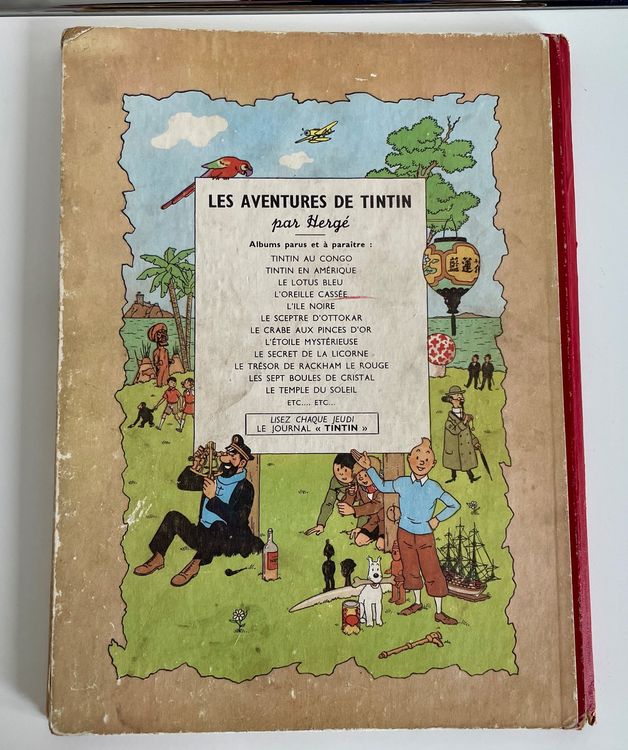 LES AVENTURES DE TINTIN
par Hergé
Albums parus et à paraître :
TINTIN AU CONGO
TINTIN EN AMÉRIQUE
LE LOTUS BLEU
L'OREILLE CASSÉE
L'ILE NOIRE
LE SCEPTRE D'OTTOKAR
LE CRABE AUX PINCES D'OR
L'ÉTOILE MYSTÉRIEUSE
LE SECRET DE LA LICORNE
LE TRÉSOR DE RACKHAM LE ROUGE
LES SEPT BOULES DE CRISTAL
LE TEMPLE DU SOLEIL
ETC.... ETC...
LISEZ CHAQUE JEUDI
LE JOURNAL « TINTIN »